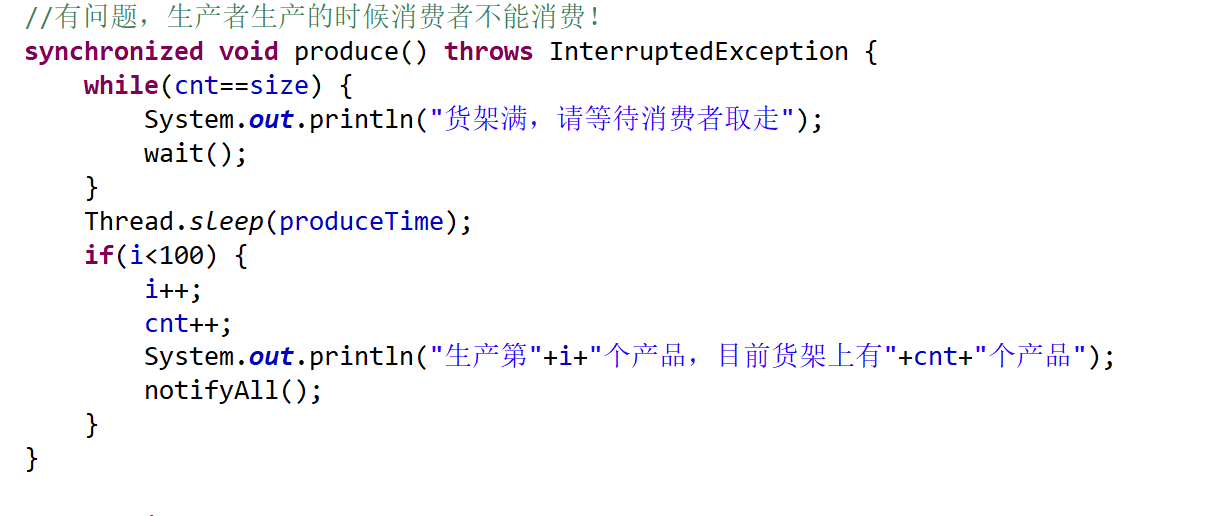 //有问题，生产者生产的时候消费者不能消费！
synchronized void produce() throws InterruptedException {
    while(cnt==size) {
        System.out.println("货架满，请等待消费者取走");
        wait();
    }
    Thread.sleep(produceTime);
    if(i<100) {
        i++;
        cnt++;
        System.out.println("生产第"+i+"个产品，目前货架上有"+cnt+"个产品");
        notifyAll();
    }
}